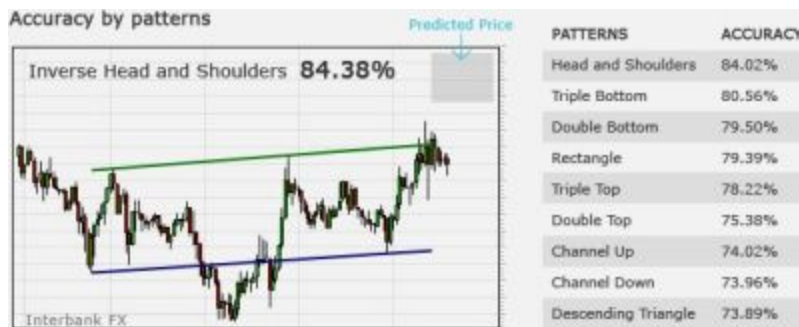 Accuracy by patterns
Predicted Price
Inverse Head and Shoulders 84.38%
Interbank FX
PATTERNS ACCURACY
Head and Shoulders 84.02%
Triple Bottom 80.56%
Double Bottom 79.50%
Rectangle 79.39%
Triple Top 78.22%
Double Top 75.38%
Channel Up 74.02%
Channel Down 73.96%
Descending Triangle 73.89%